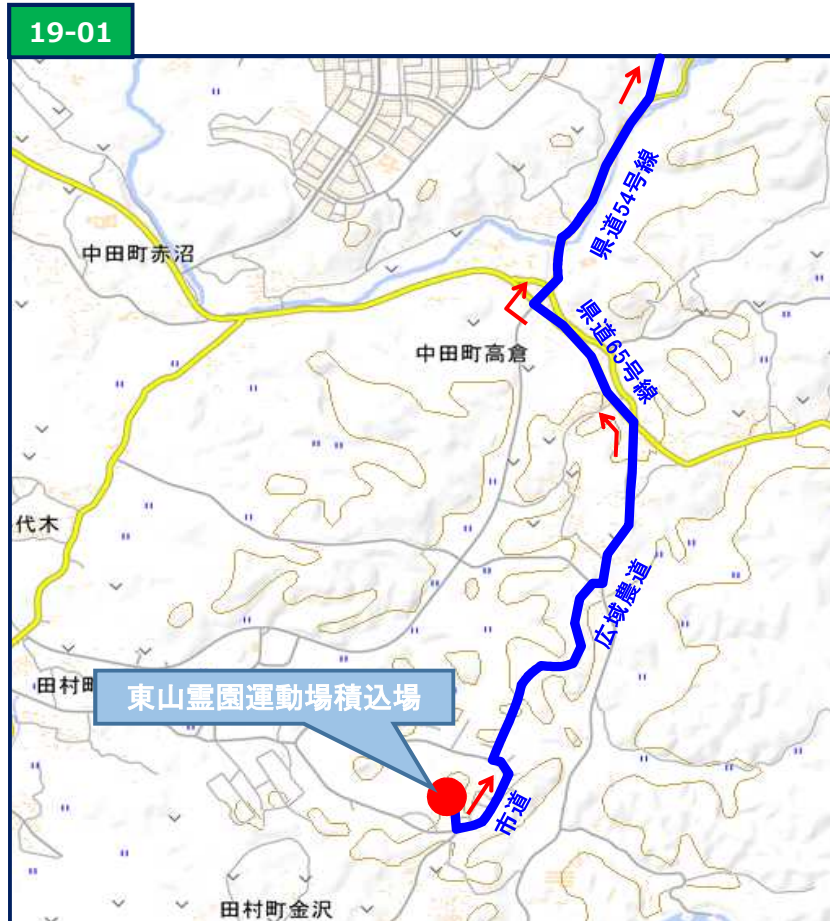 19-01
県道54号線
中田町赤沼
県道65号線
中田町高倉
代木
広域農道
田村町
東山霊園運動場積込場
市道
田村町金沢